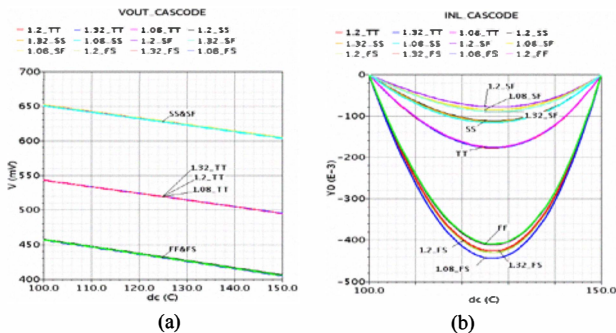 VOUT_CASCODE
1.2_TT 1.32_TT 1.08_TT 1.2_SS
1.32_SS 1.08_SS 1.2_SF 1.32_SF
1.08_SF 1.2_FS 1.32_FS 1.08_FS
V (mV)
700
650
600
550
500
450
400
SS&SF
1.32_TT
1.2_TT
1.08_TT
FF&FS
100.0 110.0 120.0 130.0 140.0 150.0
dc (C)
(a)
INL_CASCODE
1.2_TT 1.32_TT 1.08_TT 1.2_SS
1.32_SS 1.08_SS 1.2_SF 1.08_SF
1.2_FS 1.32_FS 1.08_FS 1.2_FF
Y0 (E-3)
0
-100
-200
-300
-400
-500
1.2_SF
1.08_SF
SS
1.32_SF
TT
FF
1.2_FS
1.08_FS
1.32_FS
100.0 150.0
dc (C)
(b)